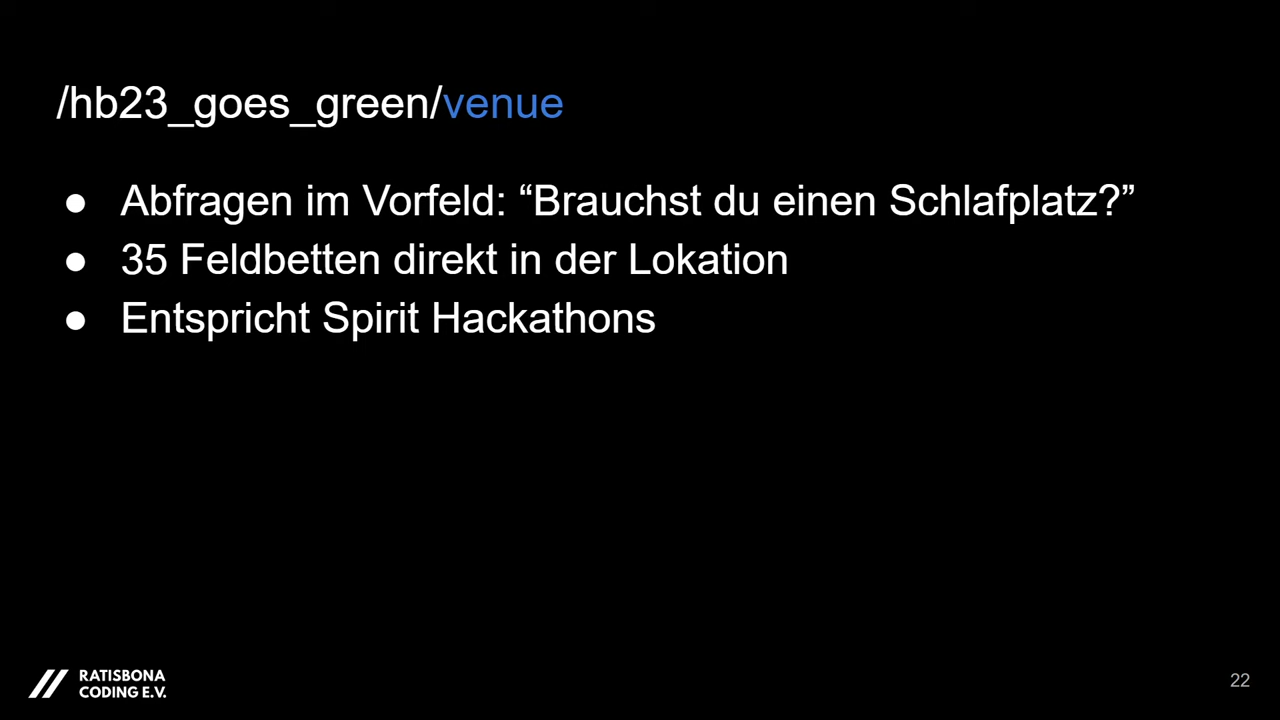 /hb23_goes_green/venue
● Abfragen im Vorfeld: “Brauchst du einen Schlafplatz?”
● 35 Feldbetten direkt in der Lokation
● Entspricht Spirit Hackathons
RATISBONA
CODING E.V.
22